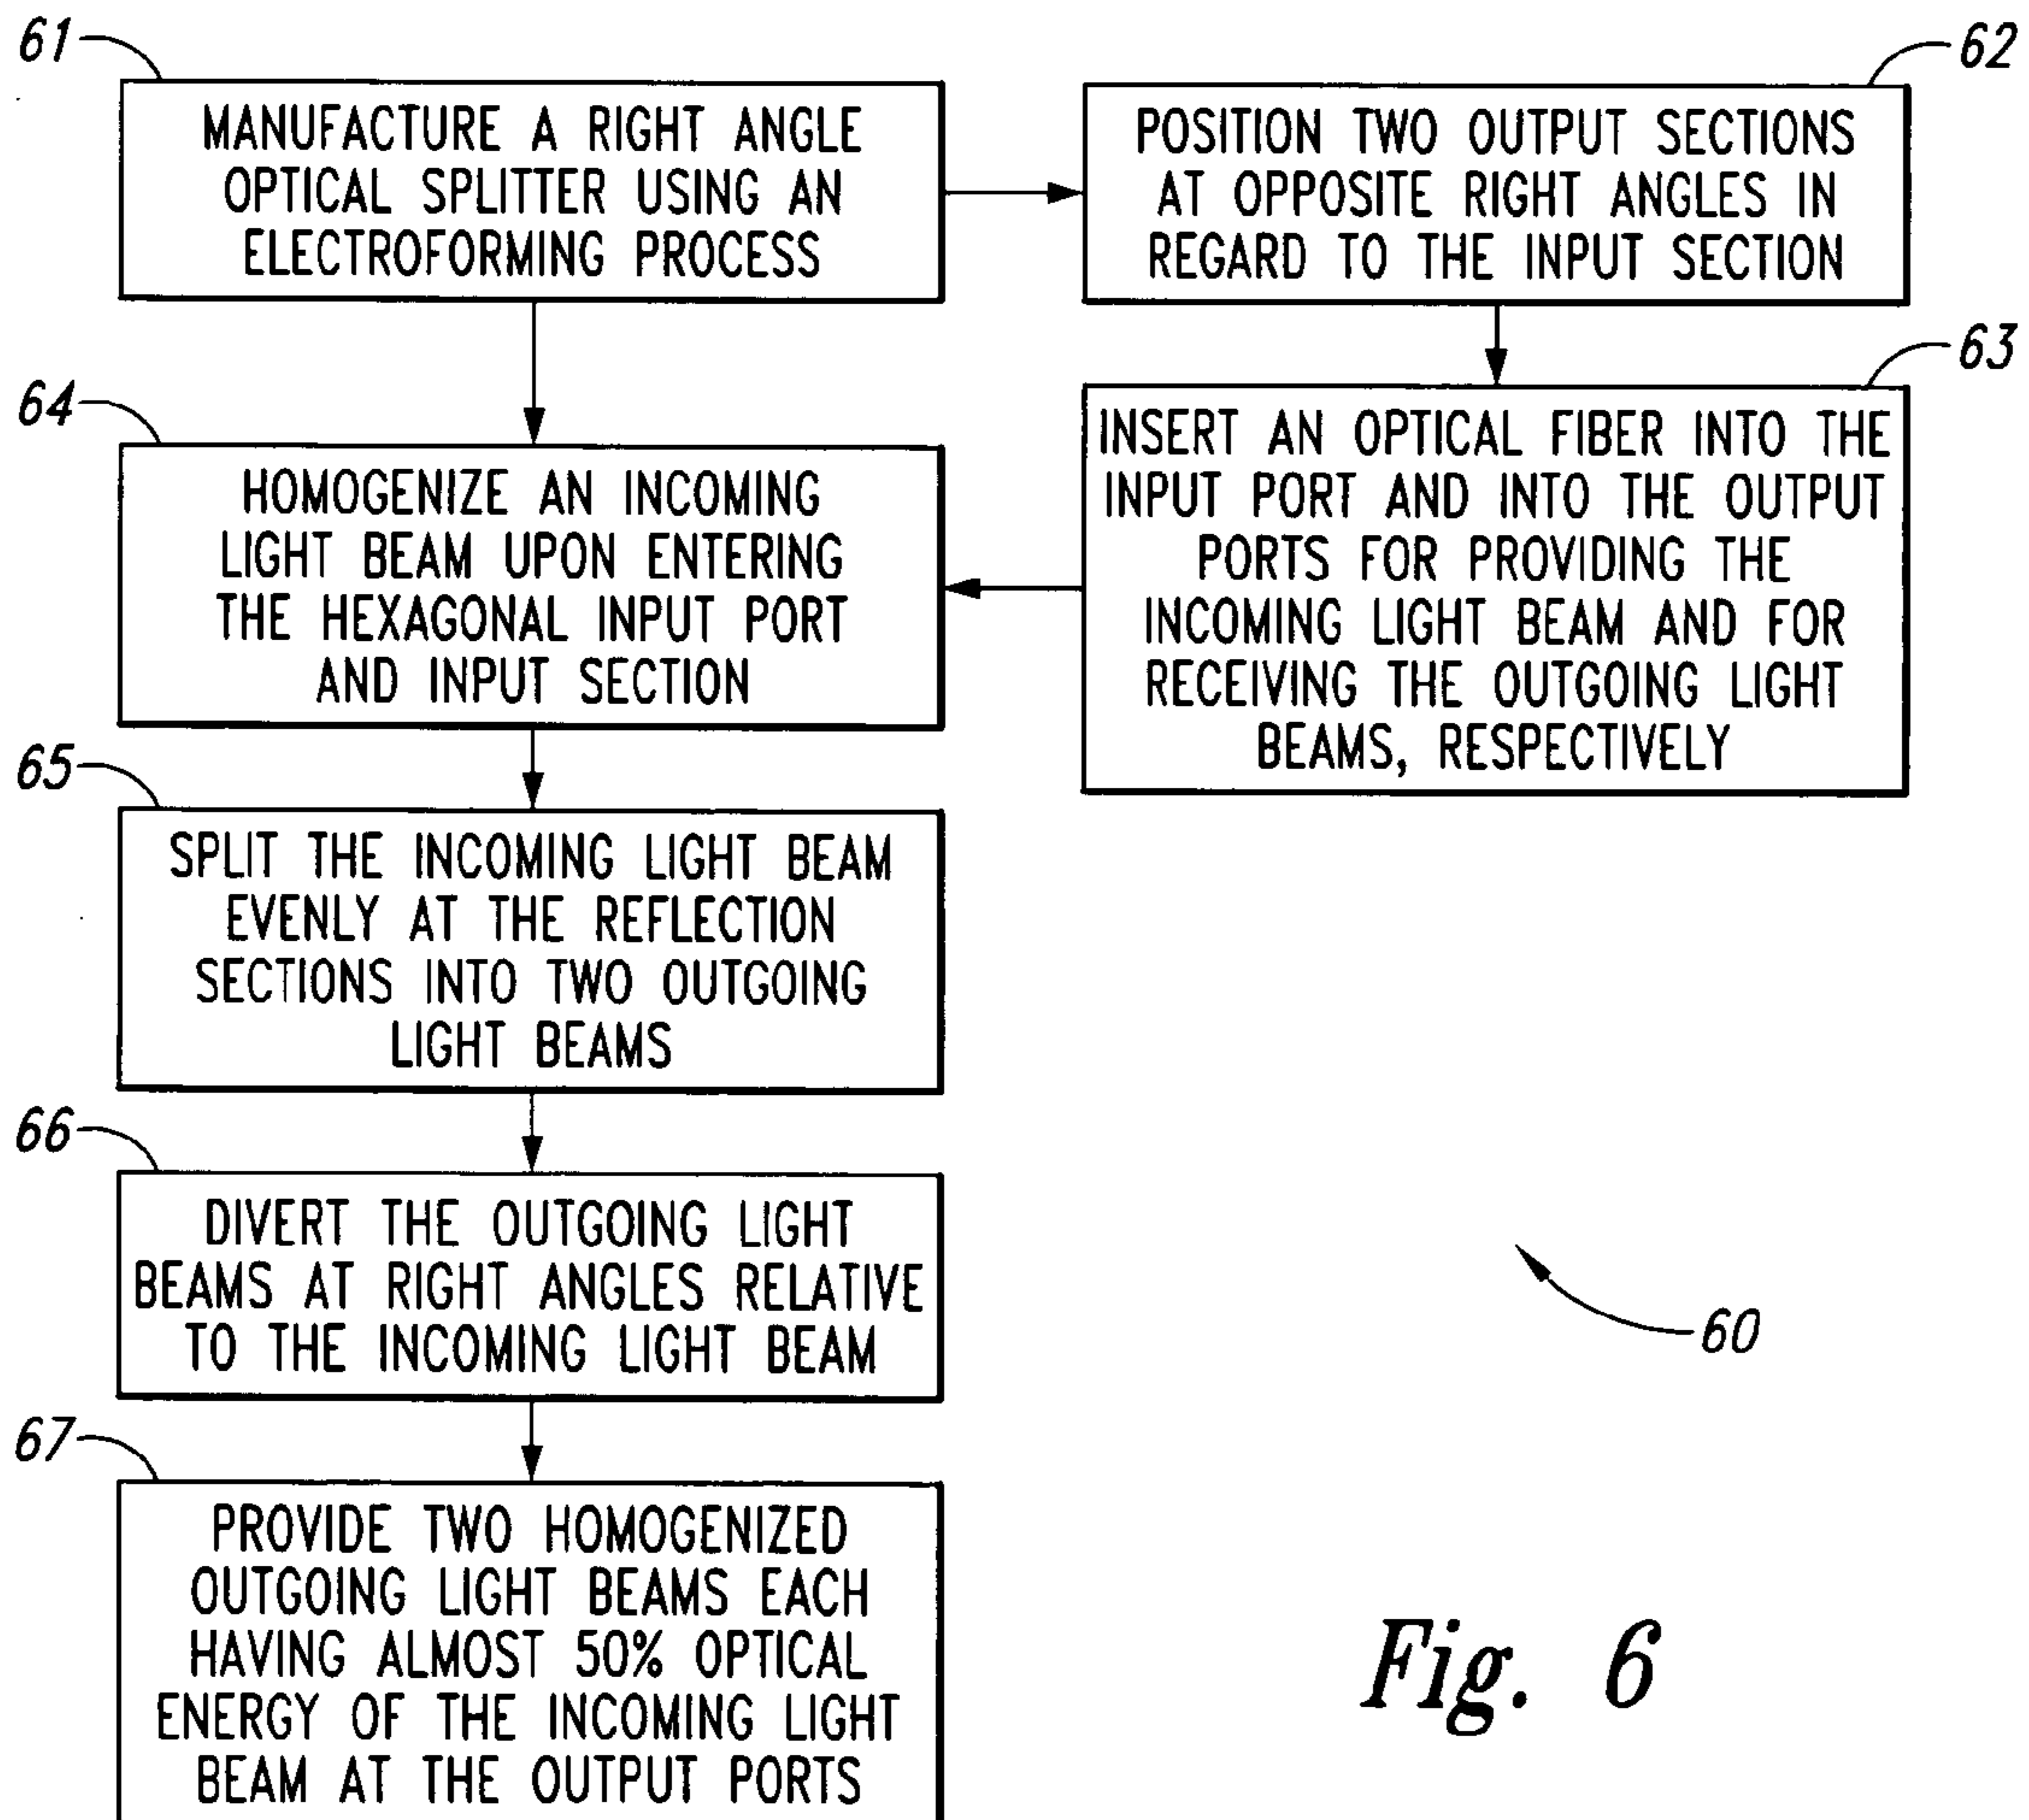 61
MANUFACTURE A RIGHT ANGLE
OPTICAL SPLITTER USING AN
ELECTROFORMING PROCESS
62
POSITION TWO OUTPUT SECTIONS
AT OPPOSITE RIGHT ANGLES IN
REGARD TO THE INPUT SECTION
63
INSERT AN OPTICAL FIBER INTO THE
INPUT PORT AND INTO THE OUTPUT
PORTS FOR PROVIDING THE
INCOMING LIGHT BEAM AND FOR
RECEIVING THE OUTGOING LIGHT
BEAMS, RESPECTIVELY
64
HOMOGENIZE AN INCOMING
LIGHT BEAM UPON ENTERING
THE HEXAGONAL INPUT PORT
AND INPUT SECTION
65
SPLIT THE INCOMING LIGHT BEAM
EVENLY AT THE REFLECTION
SECTIONS INTO TWO OUTGOING
LIGHT BEAMS
66
DIVERT THE OUTGOING LIGHT
BEAMS AT RIGHT ANGLES RELATIVE
TO THE INCOMING LIGHT BEAM
67
PROVIDE TWO HOMOGENIZED
OUTGOING LIGHT BEAMS EACH
HAVING ALMOST 50% OPTICAL
ENERGY OF THE INCOMING LIGHT
BEAM AT THE OUTPUT PORTS
60
Fig. 6